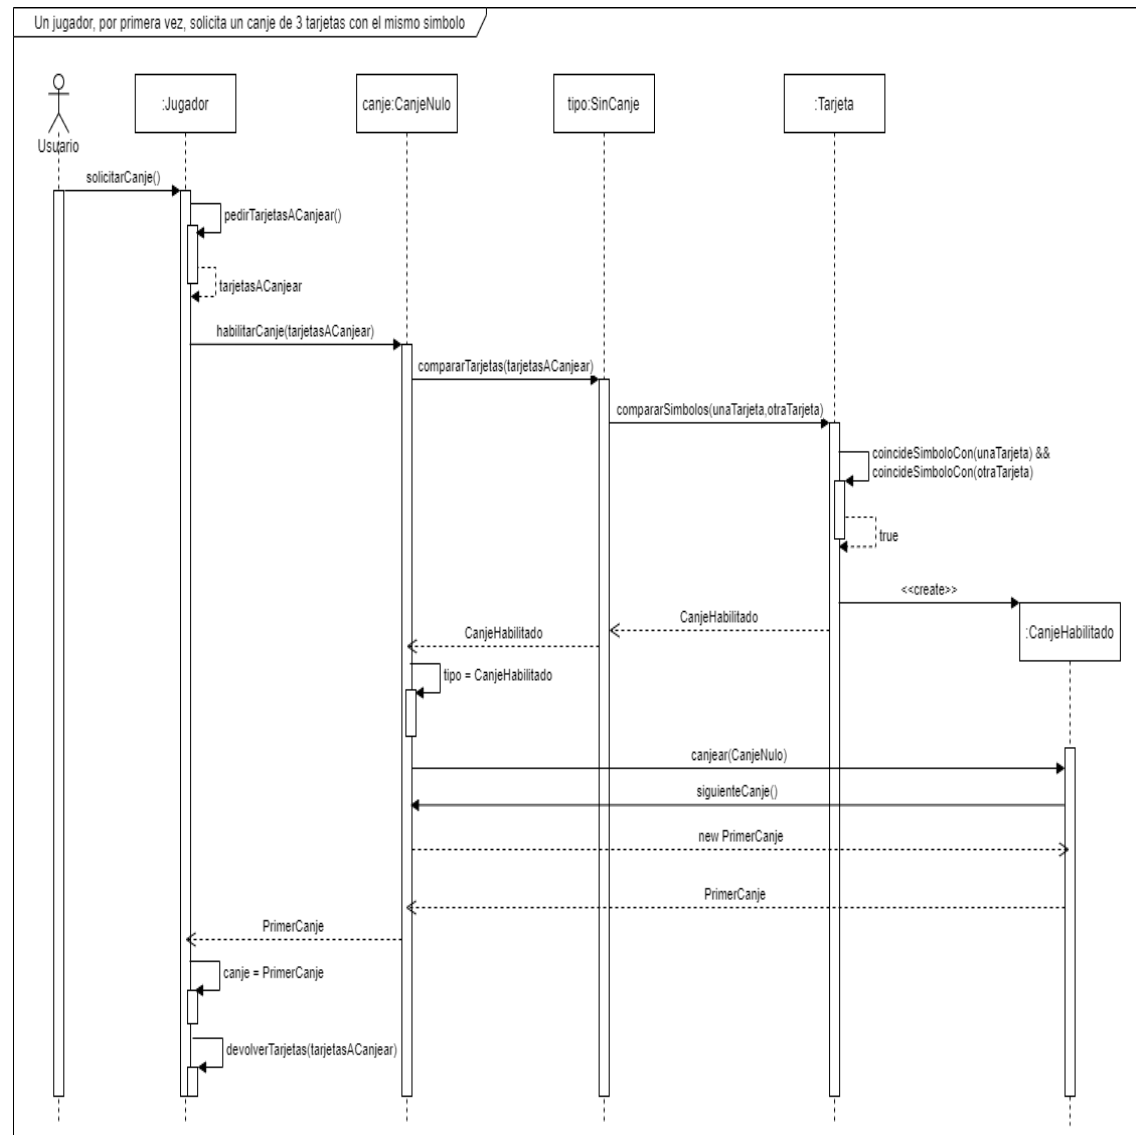 Un jugador, por primera vez, solicita un canje de 3 tarjetas con el mismo simbolo
:Jugador
canje:CanjeNulo
tipo:SinCanje
:Tarjeta
Usuario
solicitarCanje()
pedirTarjetasACanjear()
tarjetasACanjear
habilitarCanje(tarjetasACanjear)
compararTarjetas(tarjetasACanjear)
compararSimbolos(unaTarjeta,otraTarjeta)
coincideSimboloCon(unaTarjeta) &&
coincideSimboloCon(otraTarjeta)
true
<<create>>
:CanjeHabilitado
CanjeHabilitado
CanjeHabilitado
tipo = CanjeHabilitado
canjear(CanjeNulo)
siguienteCanje()
new PrimerCanje
PrimerCanje
PrimerCanje
canje = PrimerCanje
devolverTarjetas(tarjetasACanjear)